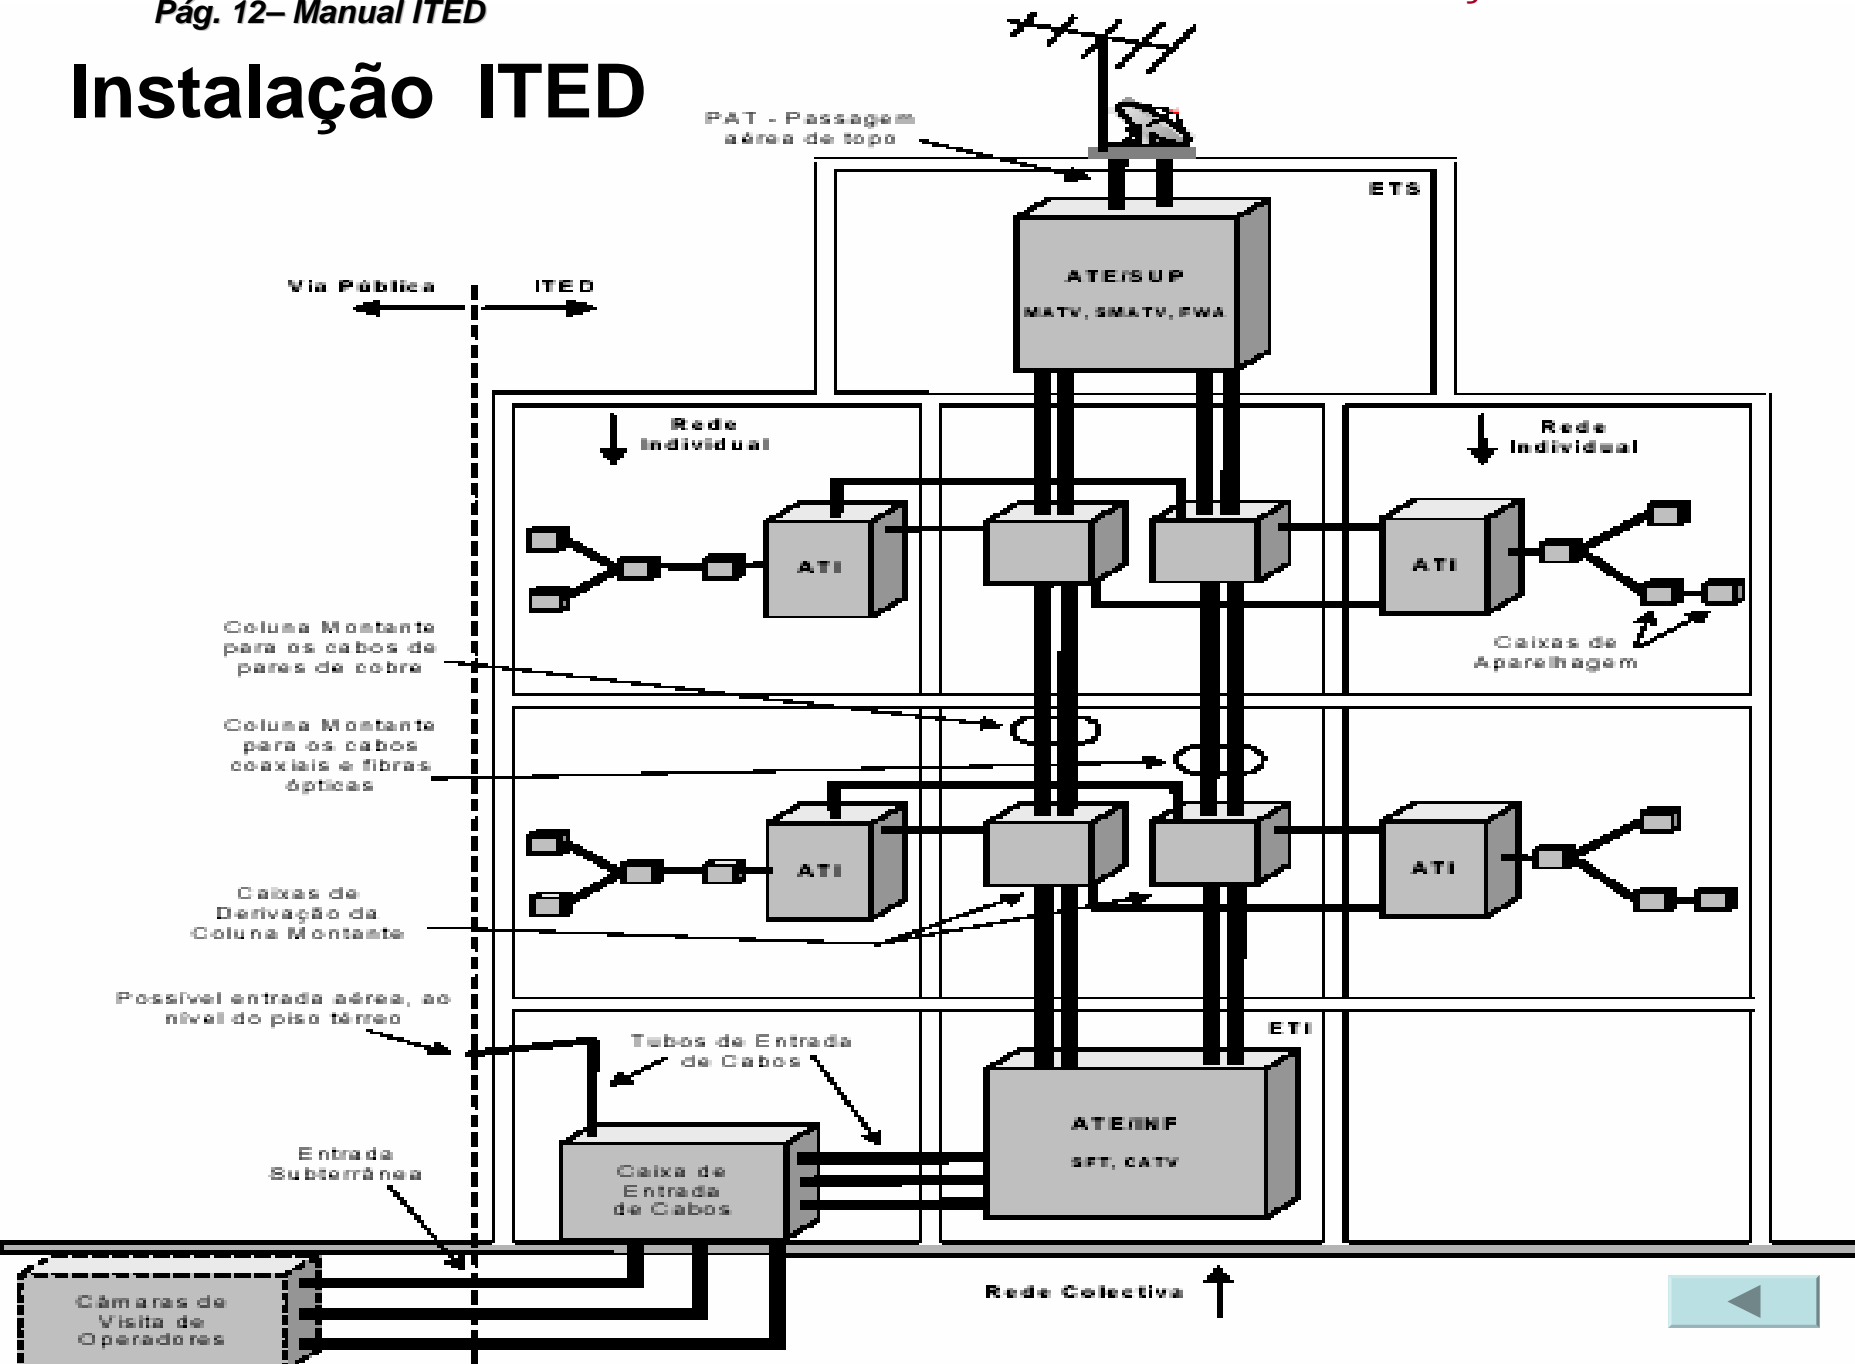 Pág. 12– Manual ITED
Instalação ITED
PAT - Passagem
aérea de topo
ETS
ATE/SUP
MATV, SMATV, FWA
Via Pública
ITED
Rede
Individual
Rede
Individual
ATI
ATI
Coluna Montante
para os cabos de
pares de cobre
Caixas de
Aparelhagem
Coluna Montante
para os cabos
coaxiais e fibras
ópticas
ATI
ATI
Caixas de
Derivação da
Coluna Montante
Possível entrada aérea, ao
nível do piso térreo
Tubos de Entrada
de Cabos
ETI
ATE/INF
SFT, CATV
Entrada
Subterrânea
Caixa de
Entrada
de Cabos
Rede Colectiva
Câmaras de
Visita de
Operadores